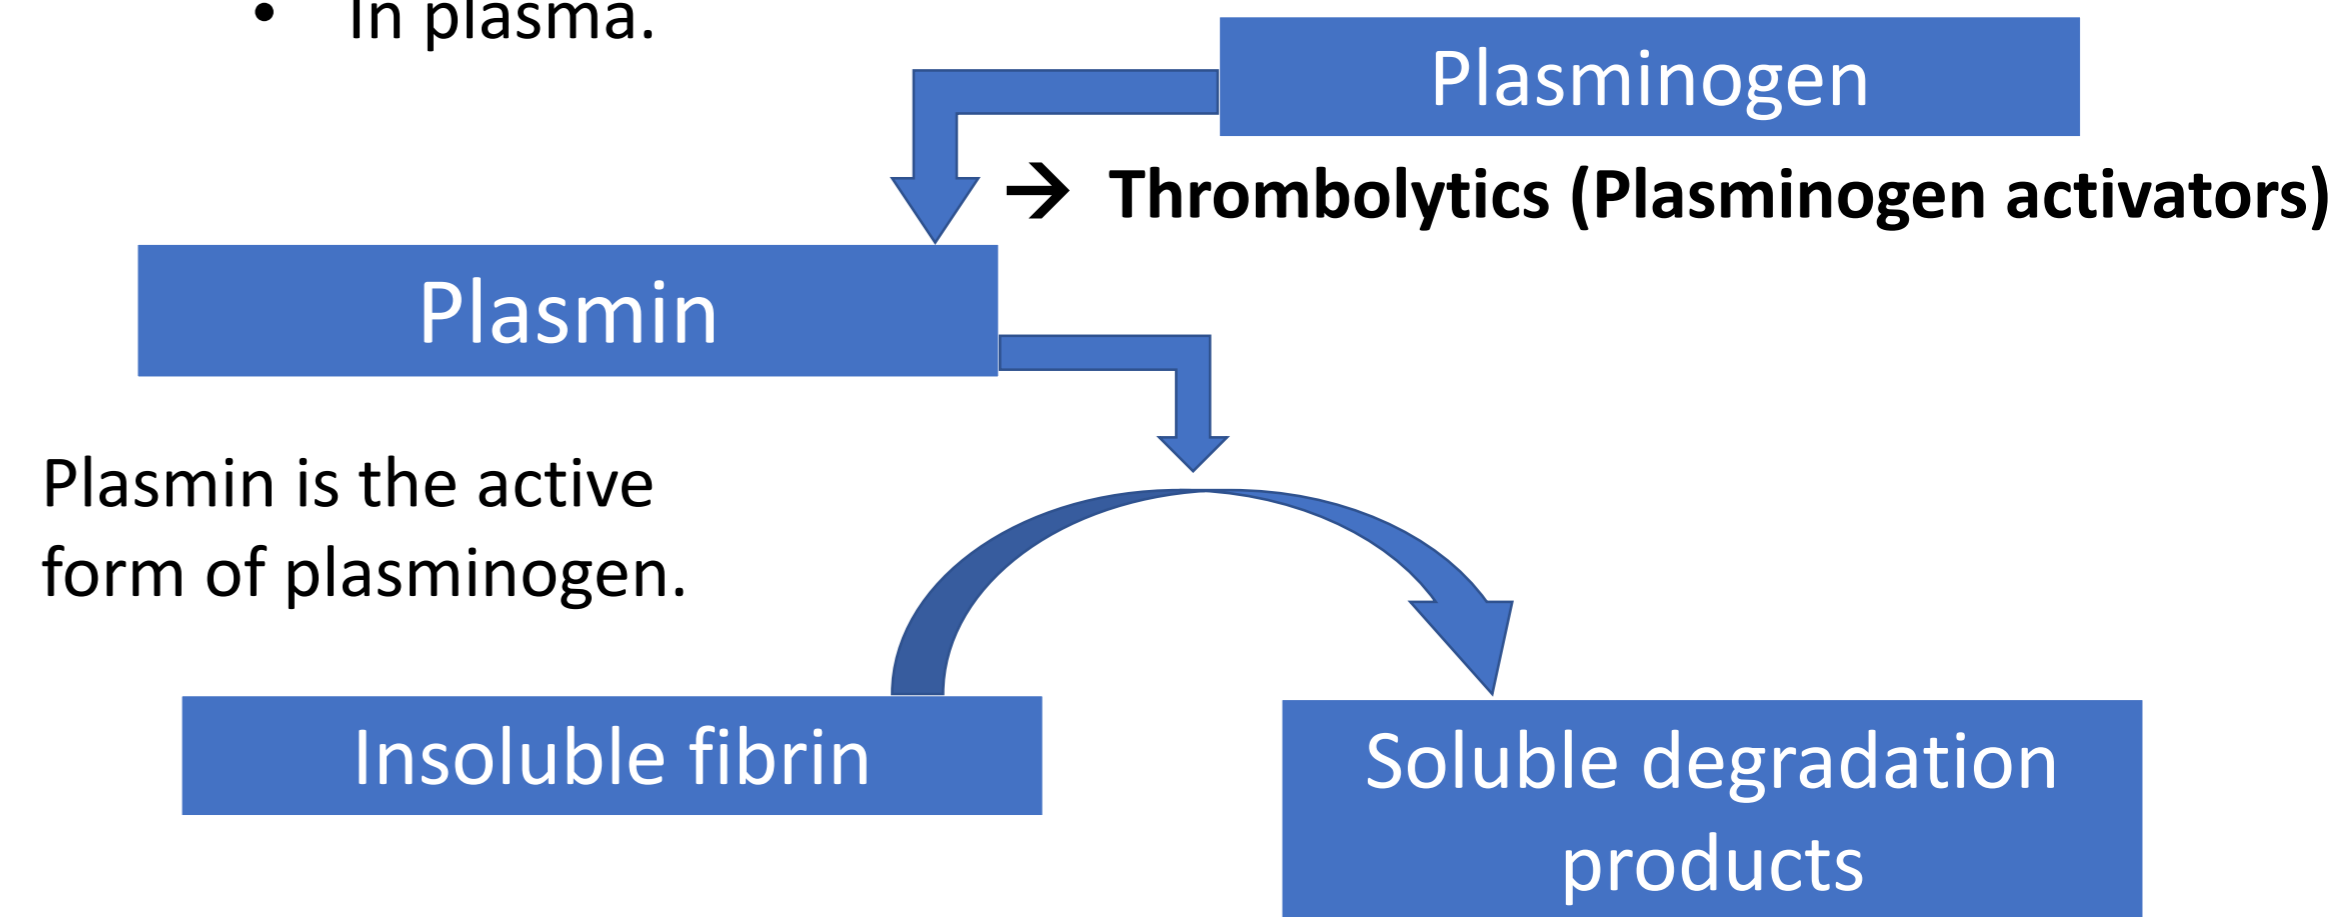 • In plasma.
Plasminogen
→ Thrombolytics (Plasminogen activators)
Plasmin
Plasmin is the active
form of plasminogen.
Insoluble fibrin
Soluble degradation
products